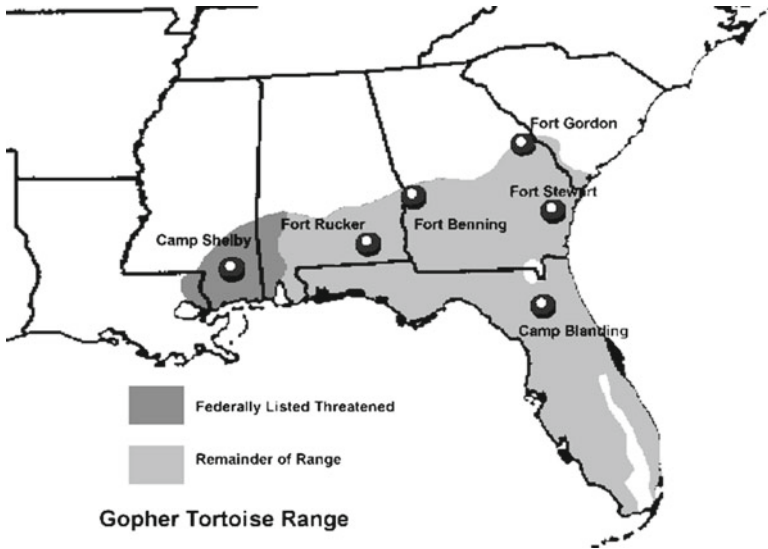 Fort Gordon
Fort Stewart
Fort Rucker
Fort Benning
Camp Shelby
Camp Blanding
Federally Listed Threatened
Remainder of Range
Gopher Tortoise Range